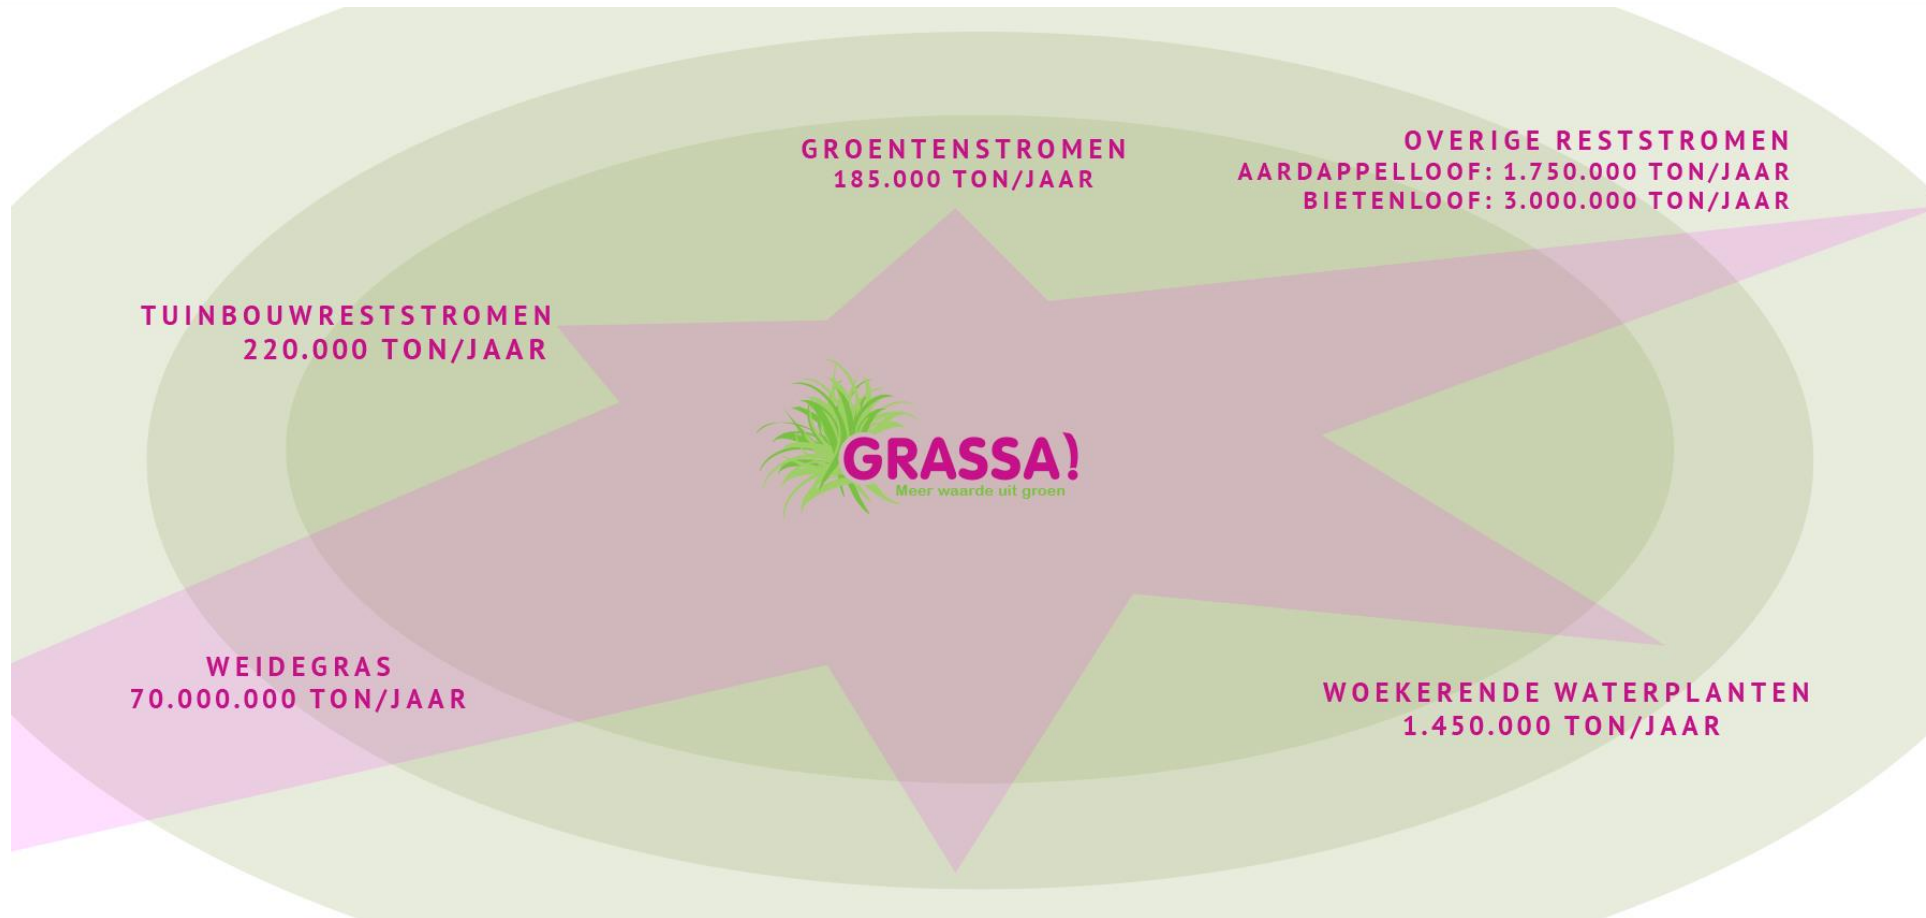 GROENTENSTROMEN
185.000 TON/JAAR
OVERIGE RESTSTROMEN
AARDAPPELLOOF: 1.750.000 TON/JAAR
BIETENLOOF: 3.000.000 TON/JAAR
TUINBOUWRESTSTROMEN
220.000 TON/JAAR
GRASSA!
Meer waarde uit groen
WEIDEGRAS
70.000.000 TON/JAAR
WOEKERENDE WATERPLANTEN
1.450.000 TON/JAAR